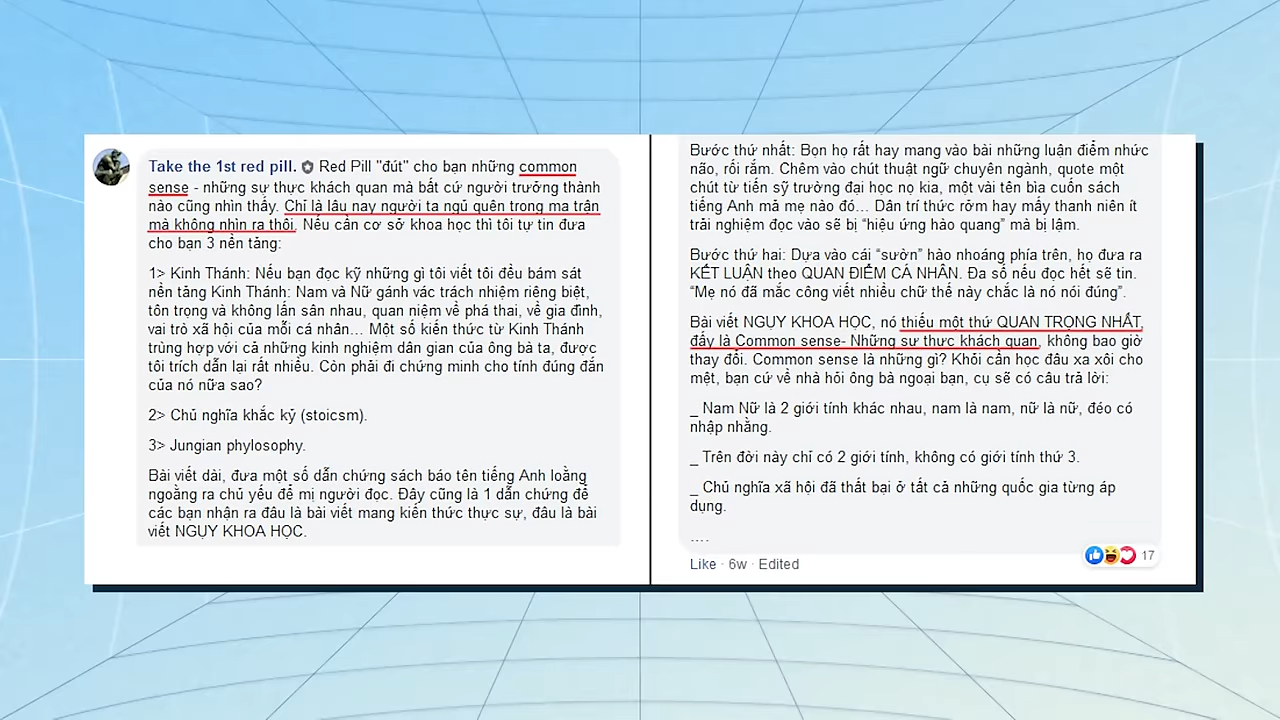 Take the 1st red pill. Red Pill "đút" cho bạn những common
sense - những sự thực khách quan mà bất cứ người trưởng thành
nào cũng nhìn thấy. Chỉ là lâu nay người ta ngủ quên trong ma trận
mà không nhìn ra thôi. Nếu cần cơ sở khoa học thì tôi tự tin đưa
cho bạn 3 nền tảng:
1> Kinh Thánh: Nếu bạn đọc kỹ những gì tôi viết tôi đều bám sát
nền tảng Kinh Thánh: Nam và Nữ gánh vác trách nhiệm riêng biệt,
tôn trọng và không lấn sân nhau, quan niệm về phá thai, về gia đình,
vai trò xã hội của mỗi cá nhân... Một số kiến thức từ Kinh Thánh
trùng hợp với cả những kinh nghiệm dân gian của ông bà ta, được
tôi trích dẫn lại rất nhiều. Còn phải đi chứng minh cho tính đúng đắn
của nó nữa sao?
2> Chủ nghĩa khắc kỷ (stoicsm).
3> Jungian phylosophy.
Bài viết dài, đưa một số dẫn chứng sách báo tên tiếng Anh loằng
ngoằng ra chủ yếu để mị người đọc. Đây cũng là 1 dẫn chứng để
các bạn nhận ra đâu là bài viết mang kiến thức thực sự, đâu là bài
viết NGỤY KHOA HỌC.
Bước thứ nhất: Bọn họ rất hay mang vào bài những luận điểm nhức
não, rối rắm. Chêm vào chút thuật ngữ chuyên ngành, quote một
chút từ tiến sỹ trường đại học nọ kia, một vài tên bìa cuốn sách
tiếng Anh mả mẹ nào đó... Dân trí thức rởm hay mấy thanh niên ít
trải nghiệm đọc vào sẽ bị “hiệu ứng hào quang” mà bị lậm.
Bước thứ hai: Dựa vào cái “sườn” hào nhoáng phía trên, họ đưa ra
KẾT LUẬN theo QUAN ĐIỂM CÁ NHÂN. Đa số nếu đọc hết sẽ tin.
“Mẹ nó đã mắc công viết nhiều chữ thế này chắc là nó nói đúng”.
Bài viết NGỤY KHOA HỌC, nó thiếu một thứ QUAN TRỌNG NHẤT,
đấy là Common sense- Những sự thực khách quan, không bao giờ
thay đổi. Common sense là những gì? Khỏi cần học đâu xa xôi cho
mệt, bạn cứ về nhà hỏi ông bà ngoại bạn, cụ sẽ có câu trả lời:
_ Nam Nữ là 2 giới tính khác nhau, nam là nam, nữ là nữ, đéo có
nhập nhằng.
_ Trên đời này chỉ có 2 giới tính, không có giới tính thứ 3.
_ Chủ nghĩa xã hội đã thất bại ở tất cả những quốc gia từng áp
dụng.
....
Like · 6w · Edited
17